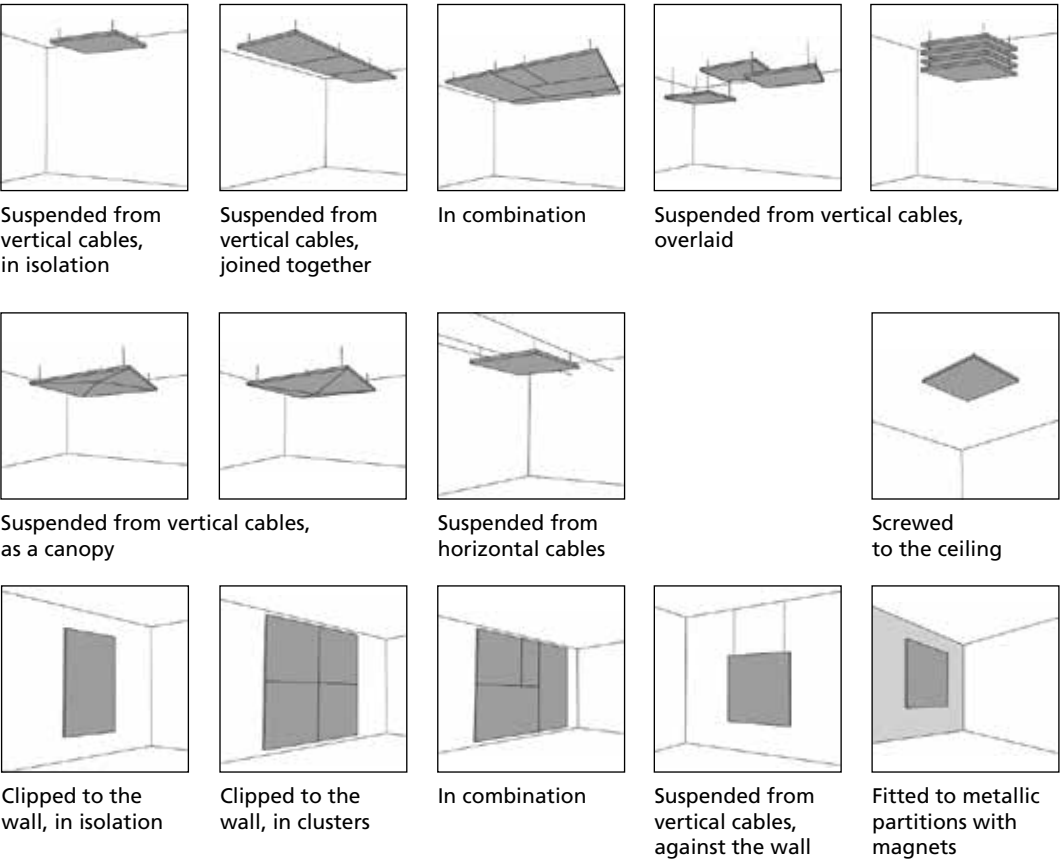 Suspended from
vertical cables,
in isolation
Suspended from
vertical cables,
joined together
In combination
Suspended from vertical cables,
overlaid
Suspended from vertical cables,
as a canopy
Suspended from
horizontal cables
Screwed
to the ceiling
Clipped to the
wall, in isolation
Clipped to the
wall, in clusters
In combination
Suspended from
vertical cables,
against the wall
Fitted to metallic
partitions with
magnets